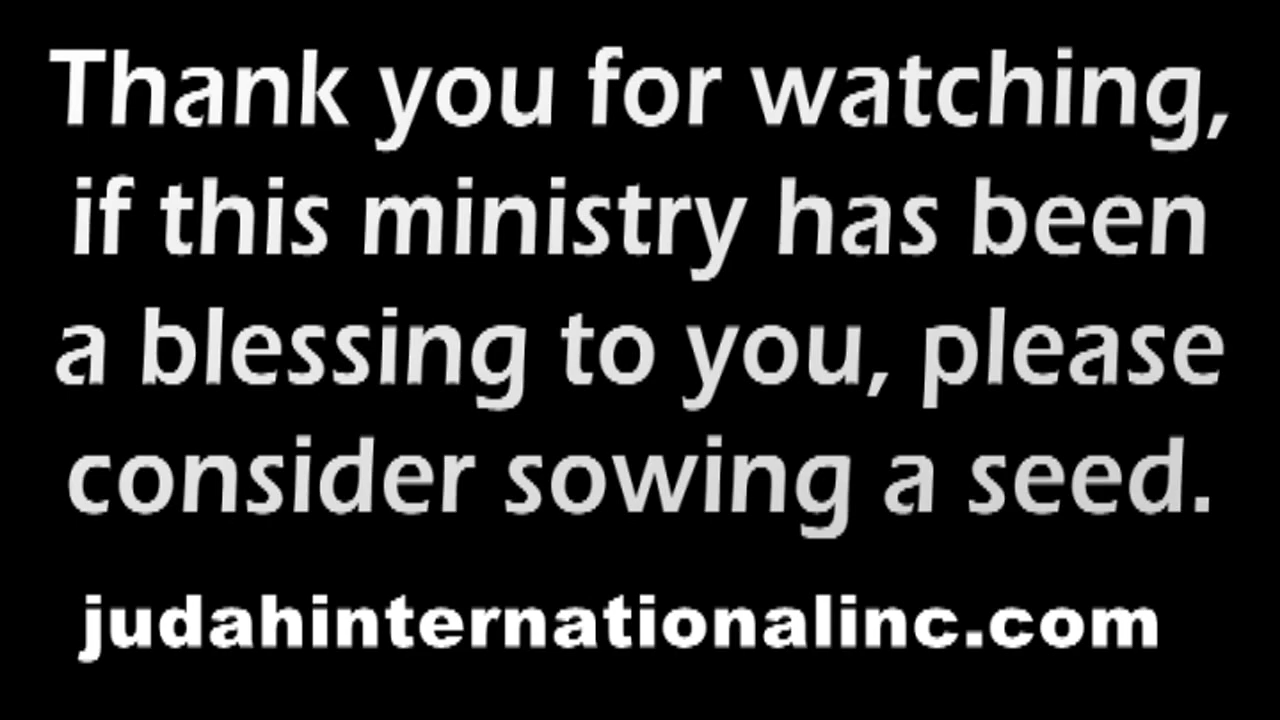 Thank you for watching,
if this ministry has been
a blessing to you, please
consider sowing a seed.
judahinternationalinc.com